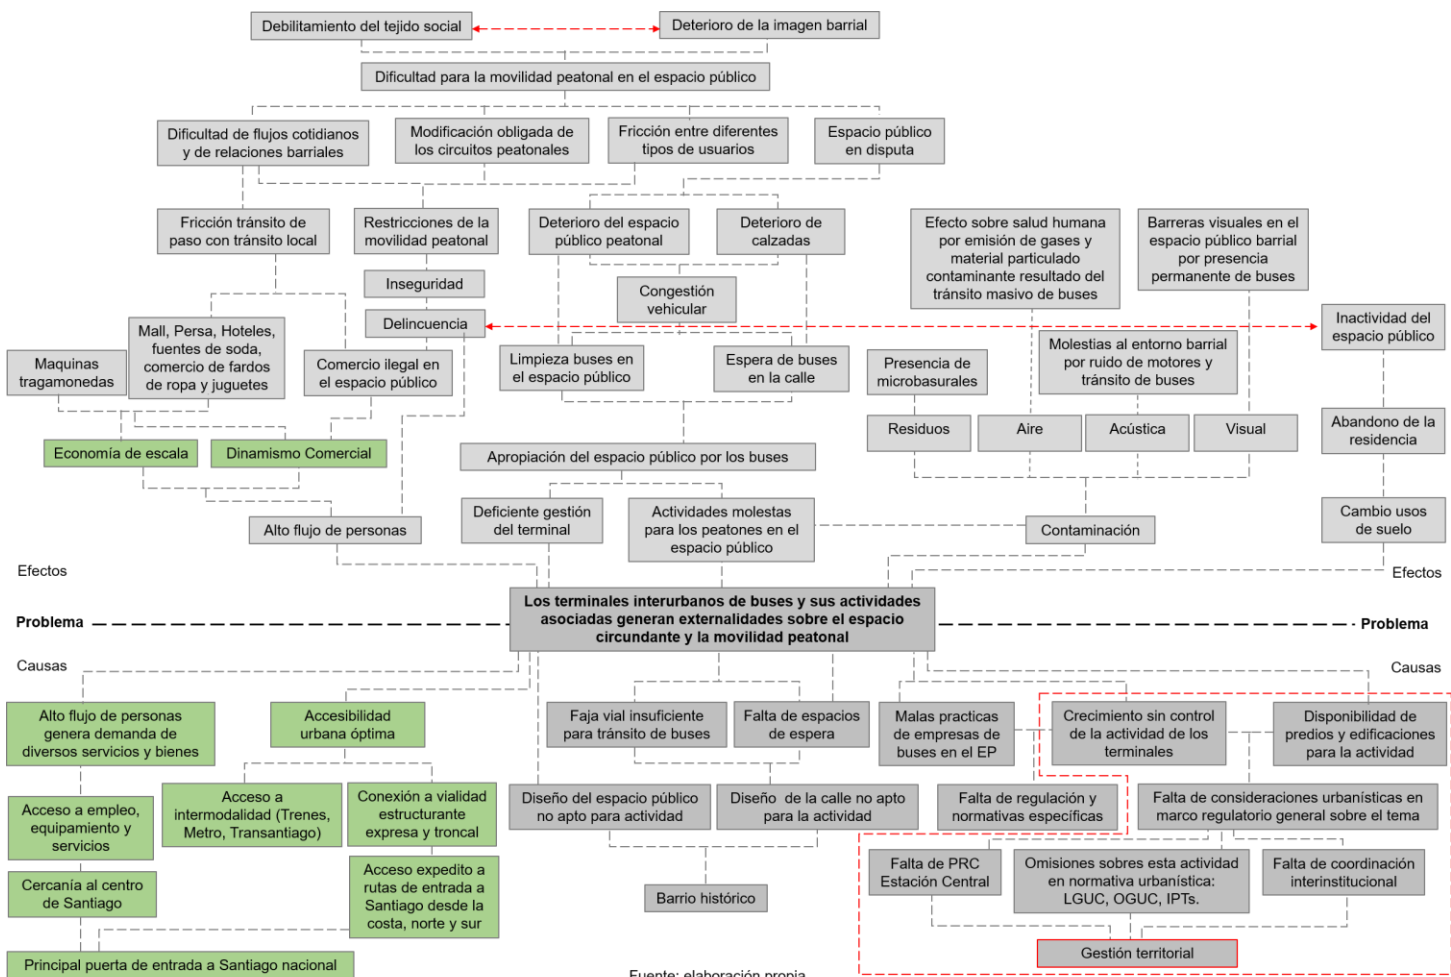 Debilitamiento del tejido social
Deterioro de la imagen barrial
Dificultad para la movilidad peatonal en el espacio público
Dificultad de flujos cotidianos
y de relaciones barriales
Modificación obligada de
los circuitos peatonales
Fricción entre diferentes
tipos de usuarios
Espacio público
en disputa
Fricción tránsito de
paso con tránsito local
Restricciones de la
movilidad peatonal
Deterioro del espacio
público peatonal
Deterioro de
calzadas
Efecto sobre salud humana
por emisión de gases y
material particulado
contaminante resultado del
tránsito masivo de buses
Barreras visuales en el
espacio público barrial
por presencia
permanente de buses
Inseguridad
Congestión
vehicular
Delincuencia
Inactividad del
espacio público
Maquinas
tragamonedas
Mall, Persa, Hoteles,
fuentes de soda,
comercio de fardos
de ropa y juguetes
Comercio ilegal en
el espacio público
Limpieza buses en
el espacio público
Espera de buses
en la calle
Presencia de
microbasurales
Molestias al entorno barrial
por ruido de motores y
tránsito de buses
Residuos
Aire
Acústica
Visual
Abandono de la
residencia
Economía de escala
Dinamismo Comercial
Apropiación del espacio público por los buses
Alto flujo de personas
Deficiente gestión
del terminal
Actividades molestas
para los peatones en el
espacio público
Contaminación
Cambio usos
de suelo
Efectos
Efectos
Los terminales interurbanos de buses y sus actividades
asociadas generan externalidades sobre el espacio
circundante y la movilidad peatonal
Problema
Problema
Causas
Causas
Alto flujo de personas
genera demanda de
diversos servicios y bienes
Accesibilidad
urbana óptima
Faja vial insuficiente
para tránsito de buses
Falta de espacios
de espera
Malas practicas
de empresas de
buses en el EP
Crecimiento sin control
de la actividad de los
terminales
Disponibilidad de
predios y edificaciones
para la actividad
Acceso a empleo,
equipamiento y
servicios
Acceso a
intermodalidad (Trenes,
Metro, Transantiago)
Conexión a vialidad
estructurante
expresa y troncal
Diseño del espacio público
no apto para actividad
Diseño de la calle no apto
para la actividad
Falta de regulación y
normativas específicas
Falta de consideraciones urbanísticas en
marco regulatorio general sobre el tema
Cercanía al centro
de Santiago
Acceso expedito a
rutas de entrada a
Santiago desde la
costa, norte y sur
Barrio histórico
Falta de PRC
Estación Central
Omisiones sobres esta actividad
en normativa urbanística:
LGUC, OGUC, IPTs.
Falta de coordinación
interinstitucional
Principal puerta de entrada a Santiago nacional
Gestión territorial
Fuente: elaboración propia